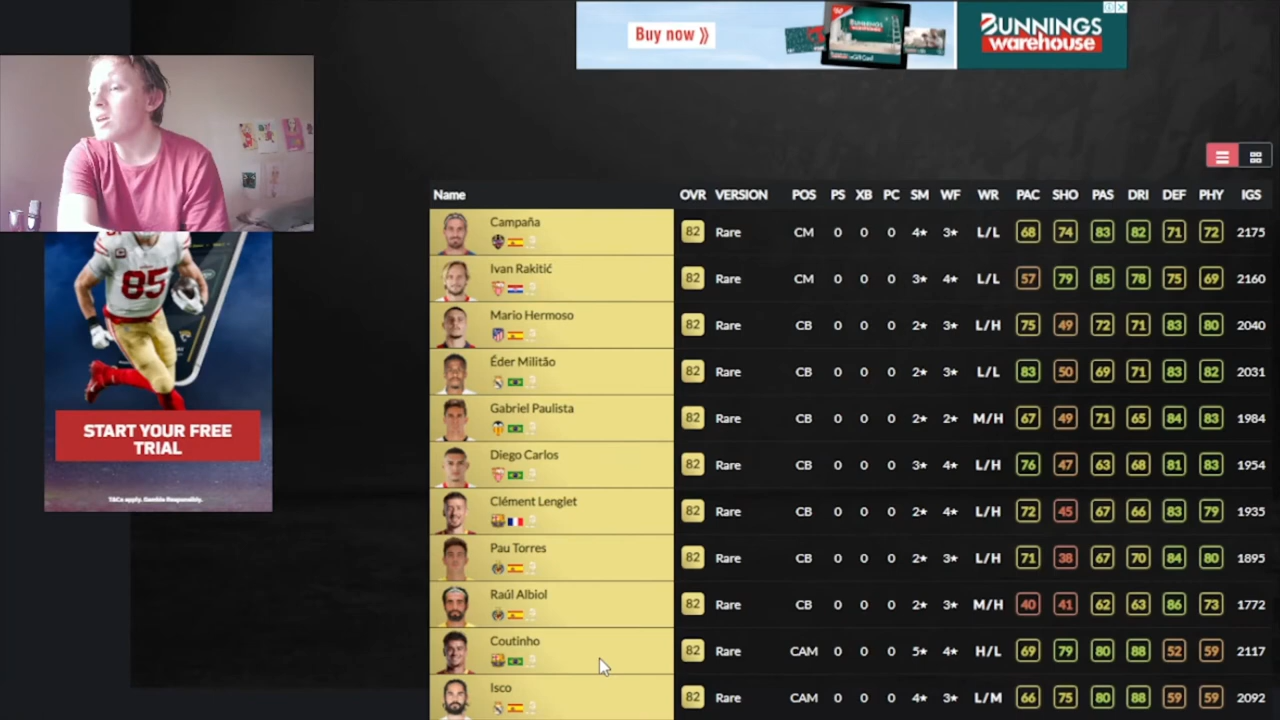 Buy now
BUNNINGS
warehouse
85
START YOUR FREE
TRIAL
T&Cs apply. Gamble Responsibly.
Name OVR VERSION POS PS XB PC SM WF WR PAC SHO PAS DRI DEF PHY IGS
Campaña 82 Rare CM 0 0 0 4★ 3★ L/L 68 74 83 82 71 72 2175
Ivan Rakitić 82 Rare CM 0 0 0 3★ 4★ L/L 57 79 85 78 75 69 2160
Mario Hermoso 82 Rare CB 0 0 0 2★ 3★ L/H 75 49 72 71 83 80 2040
Éder Militão 82 Rare CB 0 0 0 2★ 3★ L/L 83 50 69 71 83 82 2031
Gabriel Paulista 82 Rare CB 0 0 0 2★ 2★ M/H 67 49 71 65 84 83 1984
Diego Carlos 82 Rare CB 0 0 0 3★ 4★ L/H 76 47 63 68 81 83 1954
Clément Lenglet 82 Rare CB 0 0 0 2★ 4★ L/H 72 45 67 66 83 79 1935
Pau Torres 82 Rare CB 0 0 0 2★ 3★ L/H 71 38 67 70 84 80 1895
Raúl Albiol 82 Rare CB 0 0 0 2★ 3★ M/H 40 41 62 63 86 73 1772
Coutinho 82 Rare CAM 0 0 0 5★ 4★ H/L 69 79 80 88 52 59 2117
Isco 82 Rare CAM 0 0 0 4★ 3★ L/M 66 75 80 88 59 59 2092